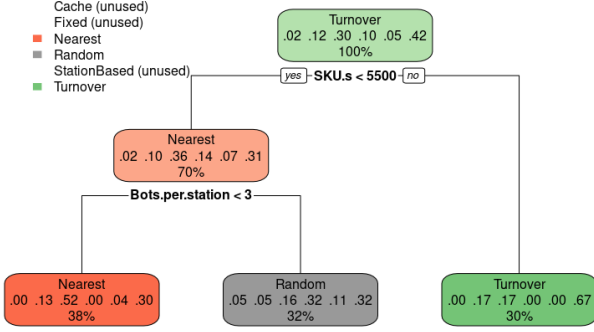 Cache (unused)
Fixed (unused)
Nearest
Random
StationBased (unused)
Turnover
Turnover
.02 .12 .30 .10 .05 .42
100%
yes SKU.s < 5500 no
Nearest
.02 .10 .36 .14 .07 .31
70%
Bots.per.station < 3
Nearest
.00 .13 .52 .00 .04 .30
38%
Random
.05 .05 .16 .32 .11 .32
32%
Turnover
.00 .17 .17 .00 .00 .67
30%